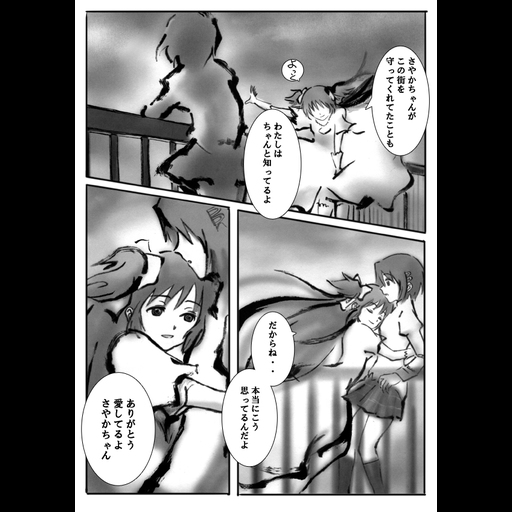 さやかちゃんが
この街を
守ってくれてたことも
よっと
わたしは
ちゃんと知ってるよ
だからね・・
本当にこう
思ってるんだよ
ありがとう
愛してるよ
さやかちゃん